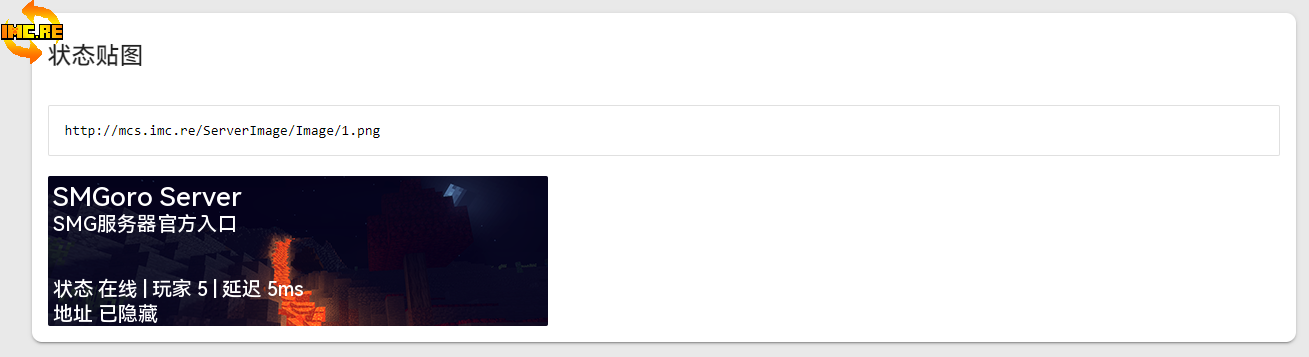 IMC.RE
状态贴图
http://mcs.imc.re/ServerImage/Image/1.png
SMGoro Server
SMG服务器官方入口
状态 在线 | 玩家 5 | 延迟 5ms
地址 已隐藏